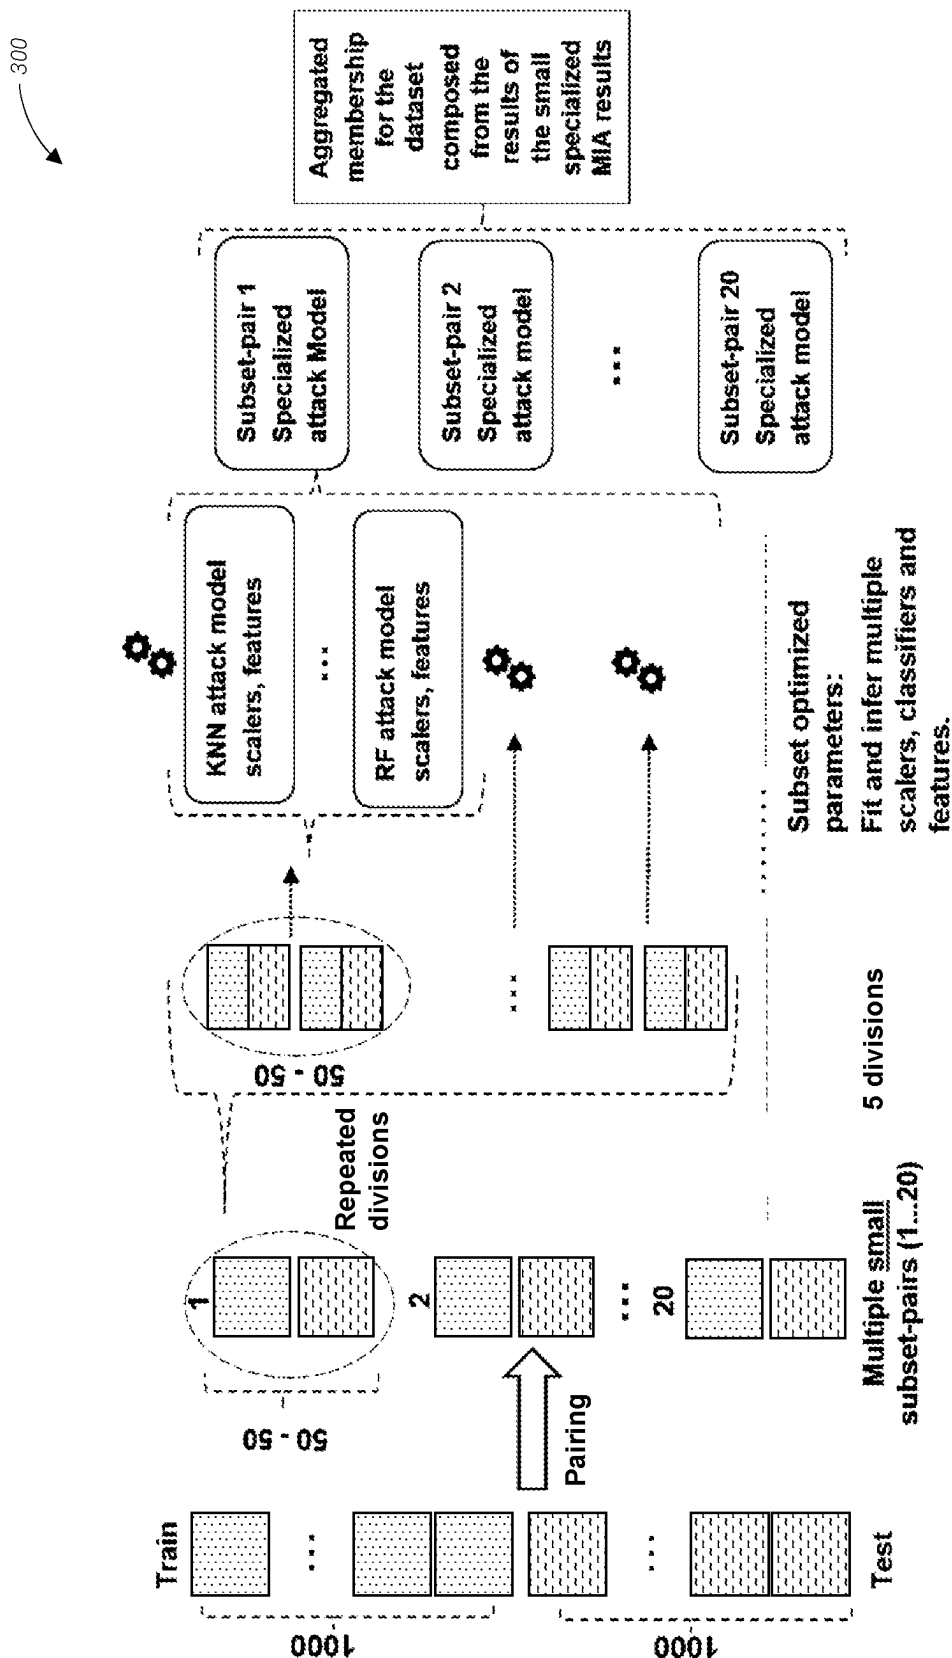 300
Train
1000
1000
Test
Pairing
50 - 50
1
2
20
Multiple small
subset-pairs (1...20)
Repeated
divisions
50 - 50
5 divisions
KNN attack model
scalers, features
RF attack model
scalers, features
Subset optimized
parameters:
Fit and infer multiple
scalers, classifiers and
features.
Subset-pair 1
Specialized
attack Model
Subset-pair 2
Specialized
attack model
Subset-pair 20
Specialized
attack model
Aggregated
membership
for the
dataset
composed
from the
results of
the small
specialized
MIA results